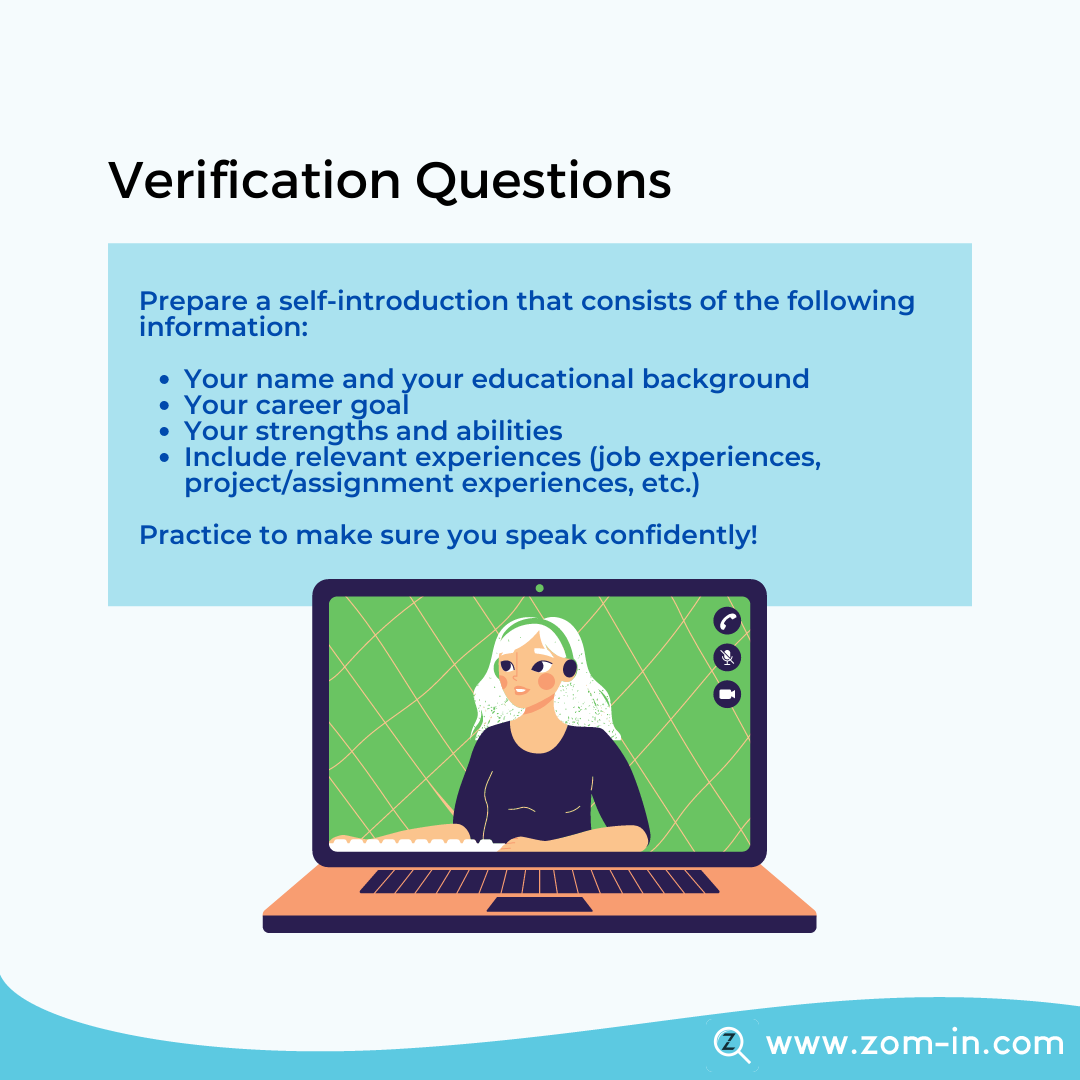 Verification Questions
Prepare a self-introduction that consists of the following
information:
• Your name and your educational background
• Your career goal
• Your strengths and abilities
• Include relevant experiences (job experiences,
project/assignment experiences, etc.)
Practice to make sure you speak confidently!
Z
www.zom-in.com